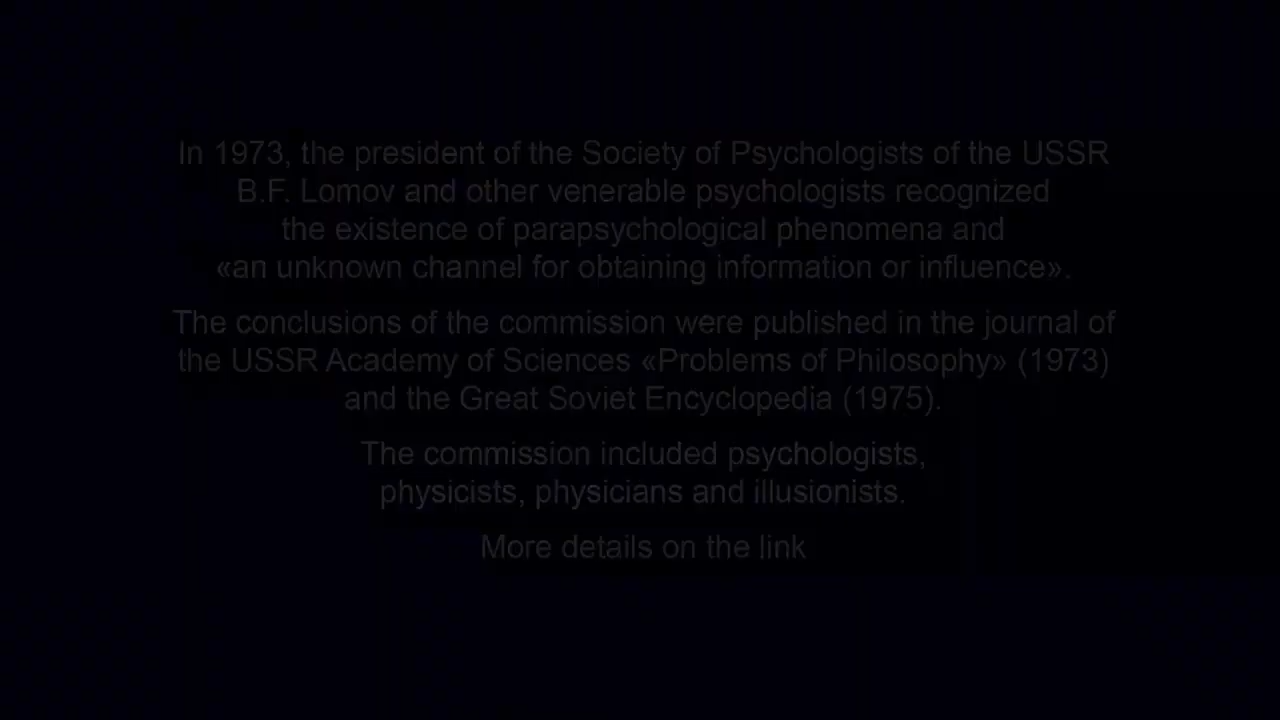 In 1973, the president of the Society of Psychologists of the USSR
B.F. Lomov and other venerable psychologists recognized
the existence of parapsychological phenomena and
«an unknown channel for obtaining information or influence».
The conclusions of the commission were published in the journal of
the USSR Academy of Sciences «Problems of Philosophy» (1973)
and the Great Soviet Encyclopedia (1975).
The commission included psychologists,
physicists, physicians and illusionists.
More details on the link